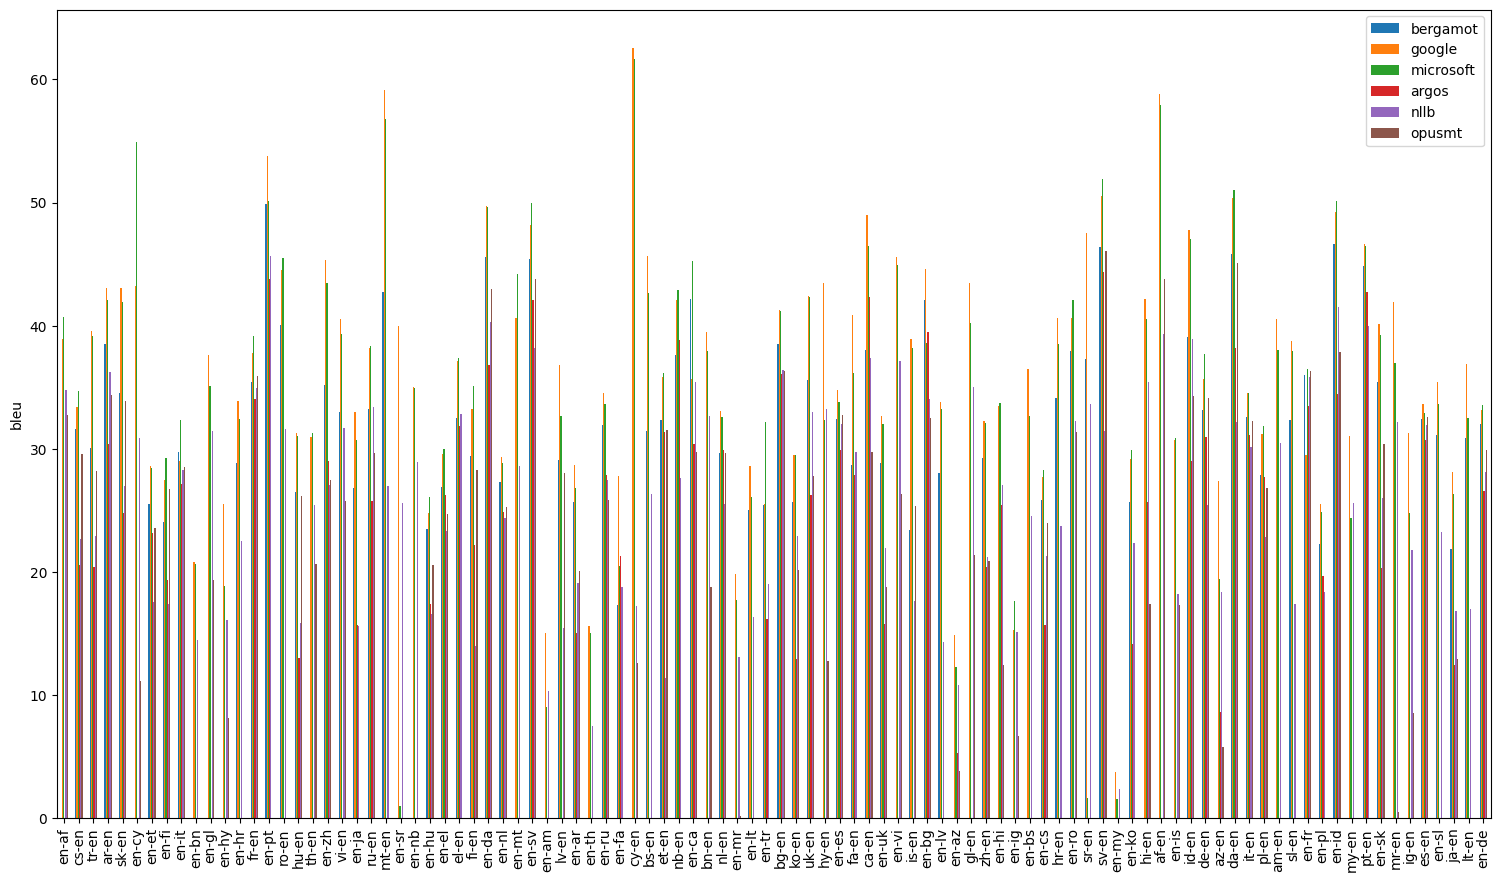 bergamot
google
microsoft
argos
nllb
opusmt
bleu
60
50
40
30
20
10
0
en-af
cs-en
tr-en
ar-en
sk-en
en-cy
en-et
en-fi
en-it
en-bn
en-gl
en-hy
en-hr
fr-en
en-pt
ro-en
hu-en
th-en
en-zh
vi-en
en-ja
ru-en
mt-en
en-sr
en-nb
en-hu
en-el
el-en
fi-en
en-da
en-nl
en-mt
en-sv
en-am
lv-en
en-ar
en-th
en-ru
en-fa
cy-en
bs-en
et-en
nb-en
en-ca
bn-en
nl-en
en-mr
en-lt
en-tr
bg-en
ko-en
uk-en
hy-en
en-es
fa-en
ca-en
en-uk
en-vi
is-en
en-bg
en-lv
en-az
gl-en
zh-en
en-hi
en-ig
en-bs
en-cs
hr-en
en-ro
sr-en
sv-en
en-my
en-ko
hi-en
af-en
en-is
id-en
de-en
az-en
da-en
it-en
pl-en
am-en
sl-en
en-fr
en-pl
en-id
my-en
pt-en
en-sk
mr-en
ig-en
es-en
en-sl
ja-en
lt-en
en-de